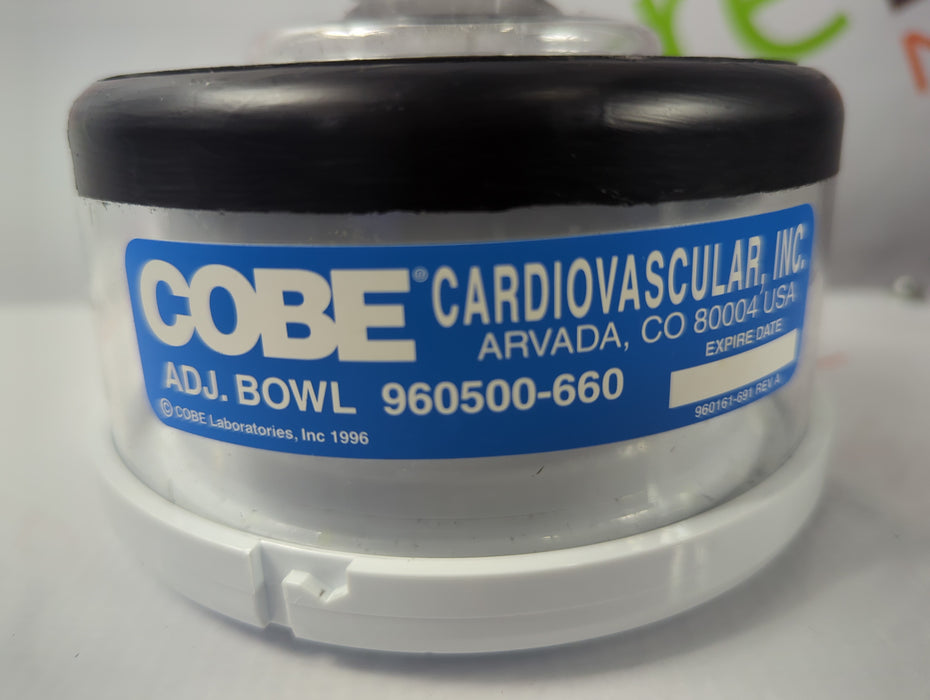 COBE® CARDIOVASCULAR, INC.
ARVADA, CO 80004 USA
EXPIRE DATE
ADJ. BOWL 960500-660
960161-691 REV A
© COBE Laboratories, Inc 1996